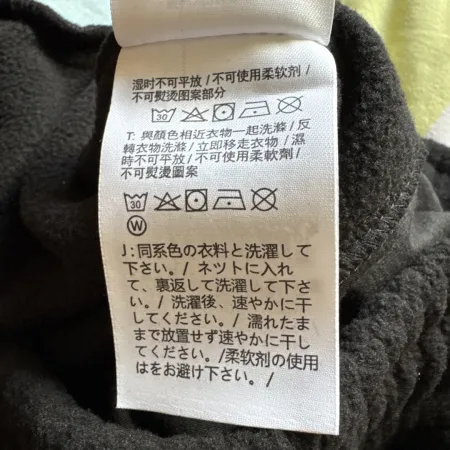 湿时不可平放/不可使用柔软剂/
不可熨烫图案部分
30
T: 與顏色相近衣物一起洗滌/反
轉衣物洗滌/立即移走衣物/濕
時不可平放/不可使用柔軟劑/
不可熨燙圖案
30
W
J:同系色の衣料と洗濯して
下さい。/ ネットに入れ
て、裏返して洗濯して下さ
い。/ 洗濯後、速やかに干
してください。/ 濡れたま
まで放置せず速やかに干し
てください。/柔软剤の使用
はをお避け下さい。/